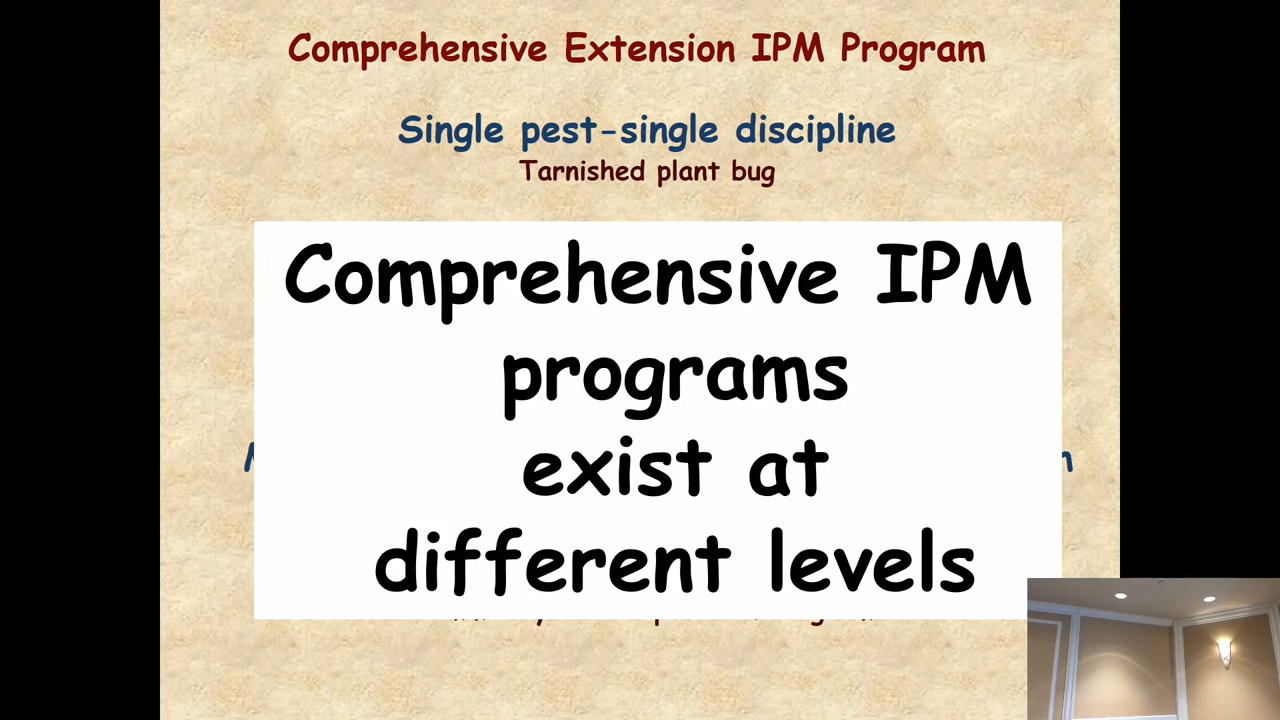 Comprehensive Extension IPM Program
Single pest-single discipline
Tarnished plant bug
Comprehensive IPM
programs
exist at
different levels